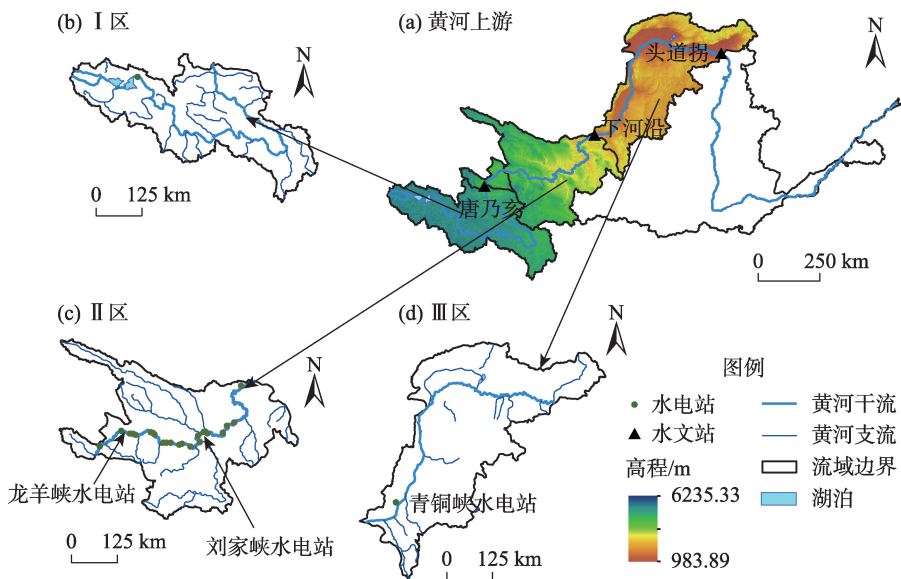 (b) Ⅰ区
(a) 黄河上游
N
N
头道拐
下河沿
唐乃亥
0 125 km
0 250 km
(c) Ⅱ区
(d) Ⅲ区
N
N
龙羊峡水电站
刘家峡水电站
青铜峡水电站
0 125 km
0 125 km
图例
水电站
水文站
高程/m
6235.33
983.89
黄河干流
黄河支流
流域边界
湖泊